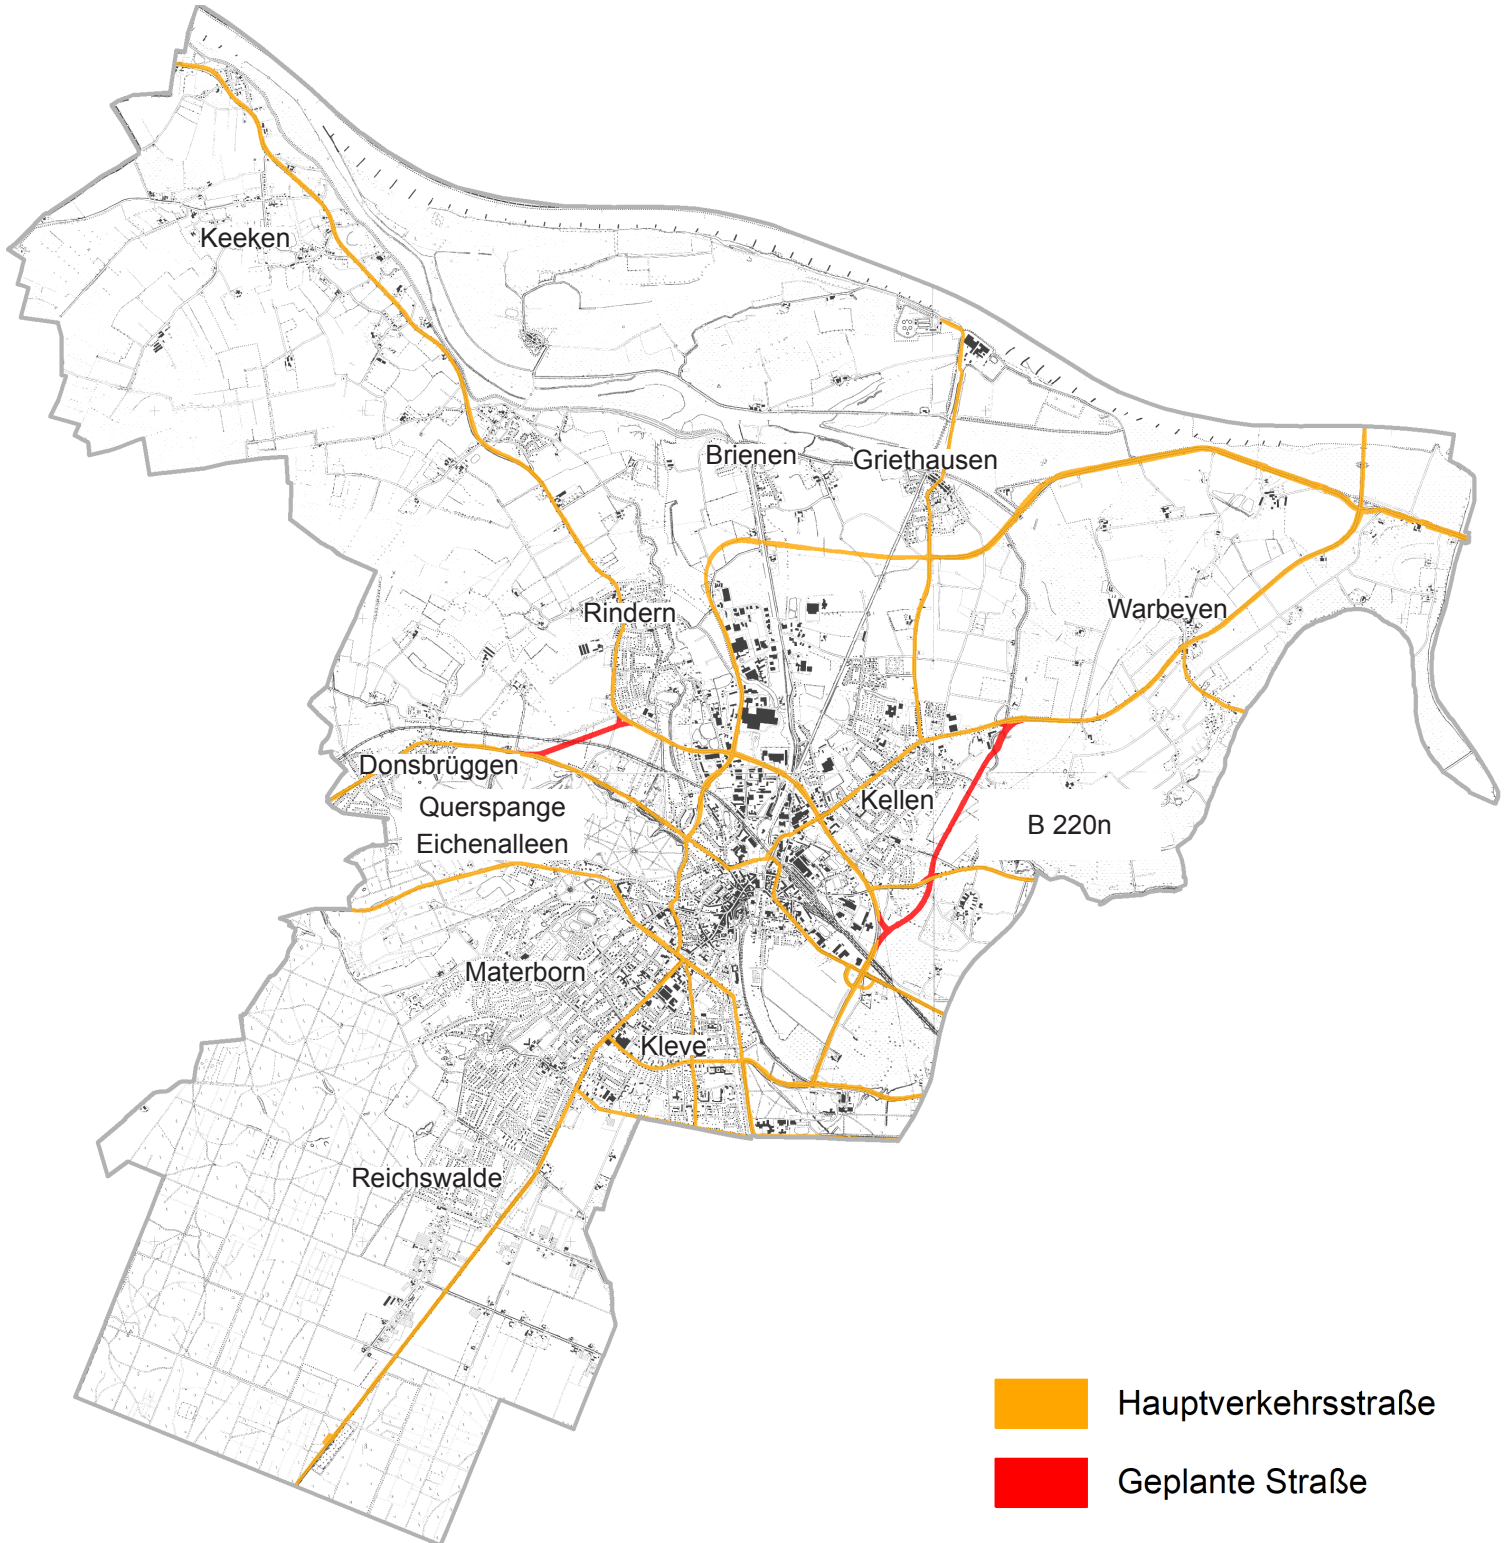 Keeken
Brienen
Griethausen
Rindern
Warbeyen
Donsbrüggen
Querspange
Eichenalleen
Kellen
B 220n
Materborn
Kleve
Reichswalde
Hauptverkehrsstraße
Geplante Straße